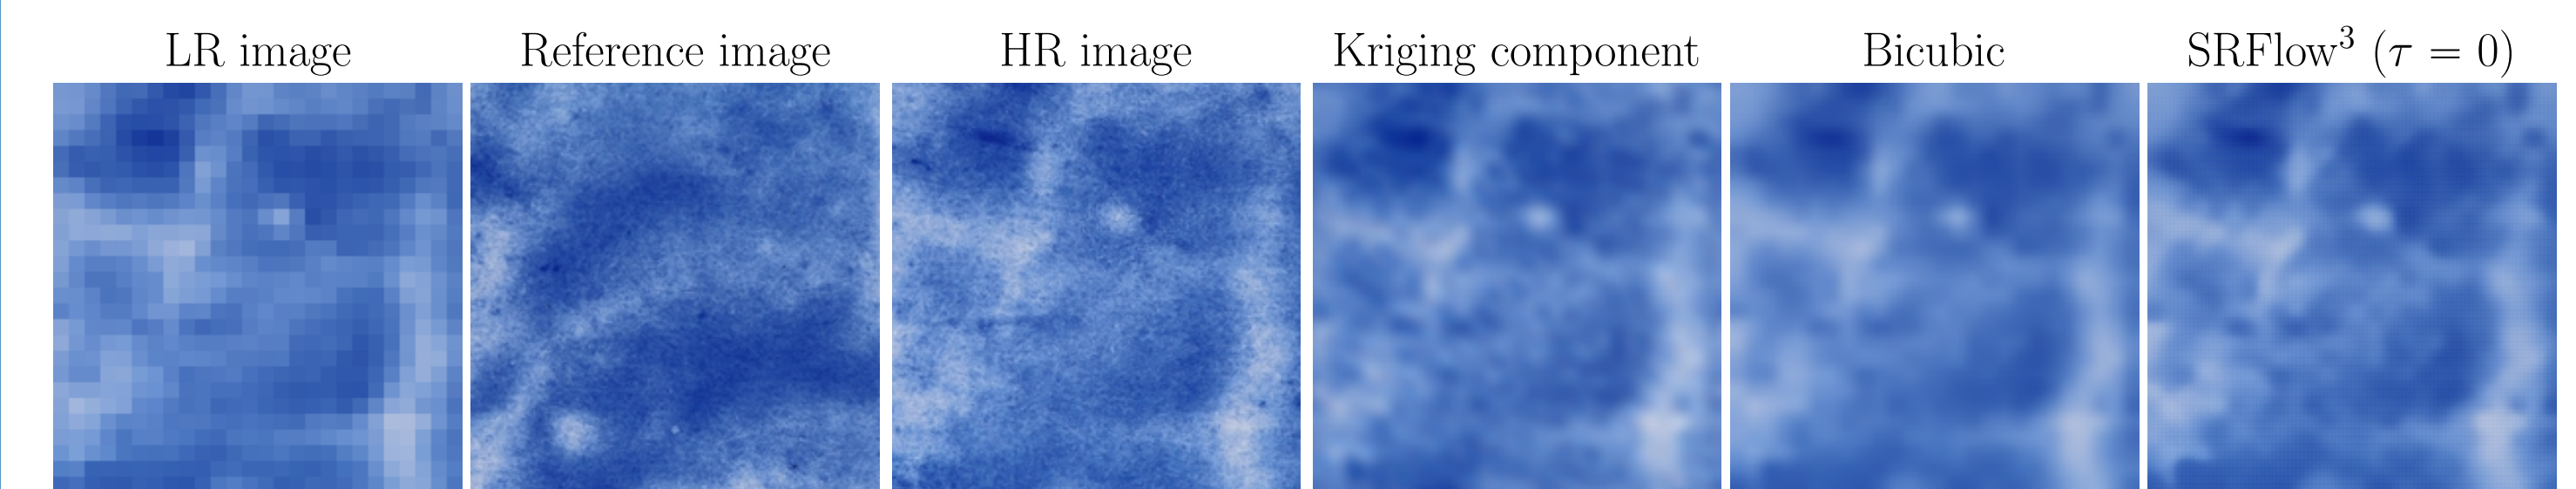 LR image
Reference image
HR image
Kriging component
Bicubic
SRFlow³ (τ = 0)